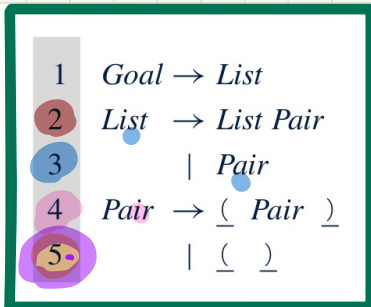 1 Goal → List
2 List → List Pair
3 | Pair
4 Pair → ( Pair )
5 | ( )